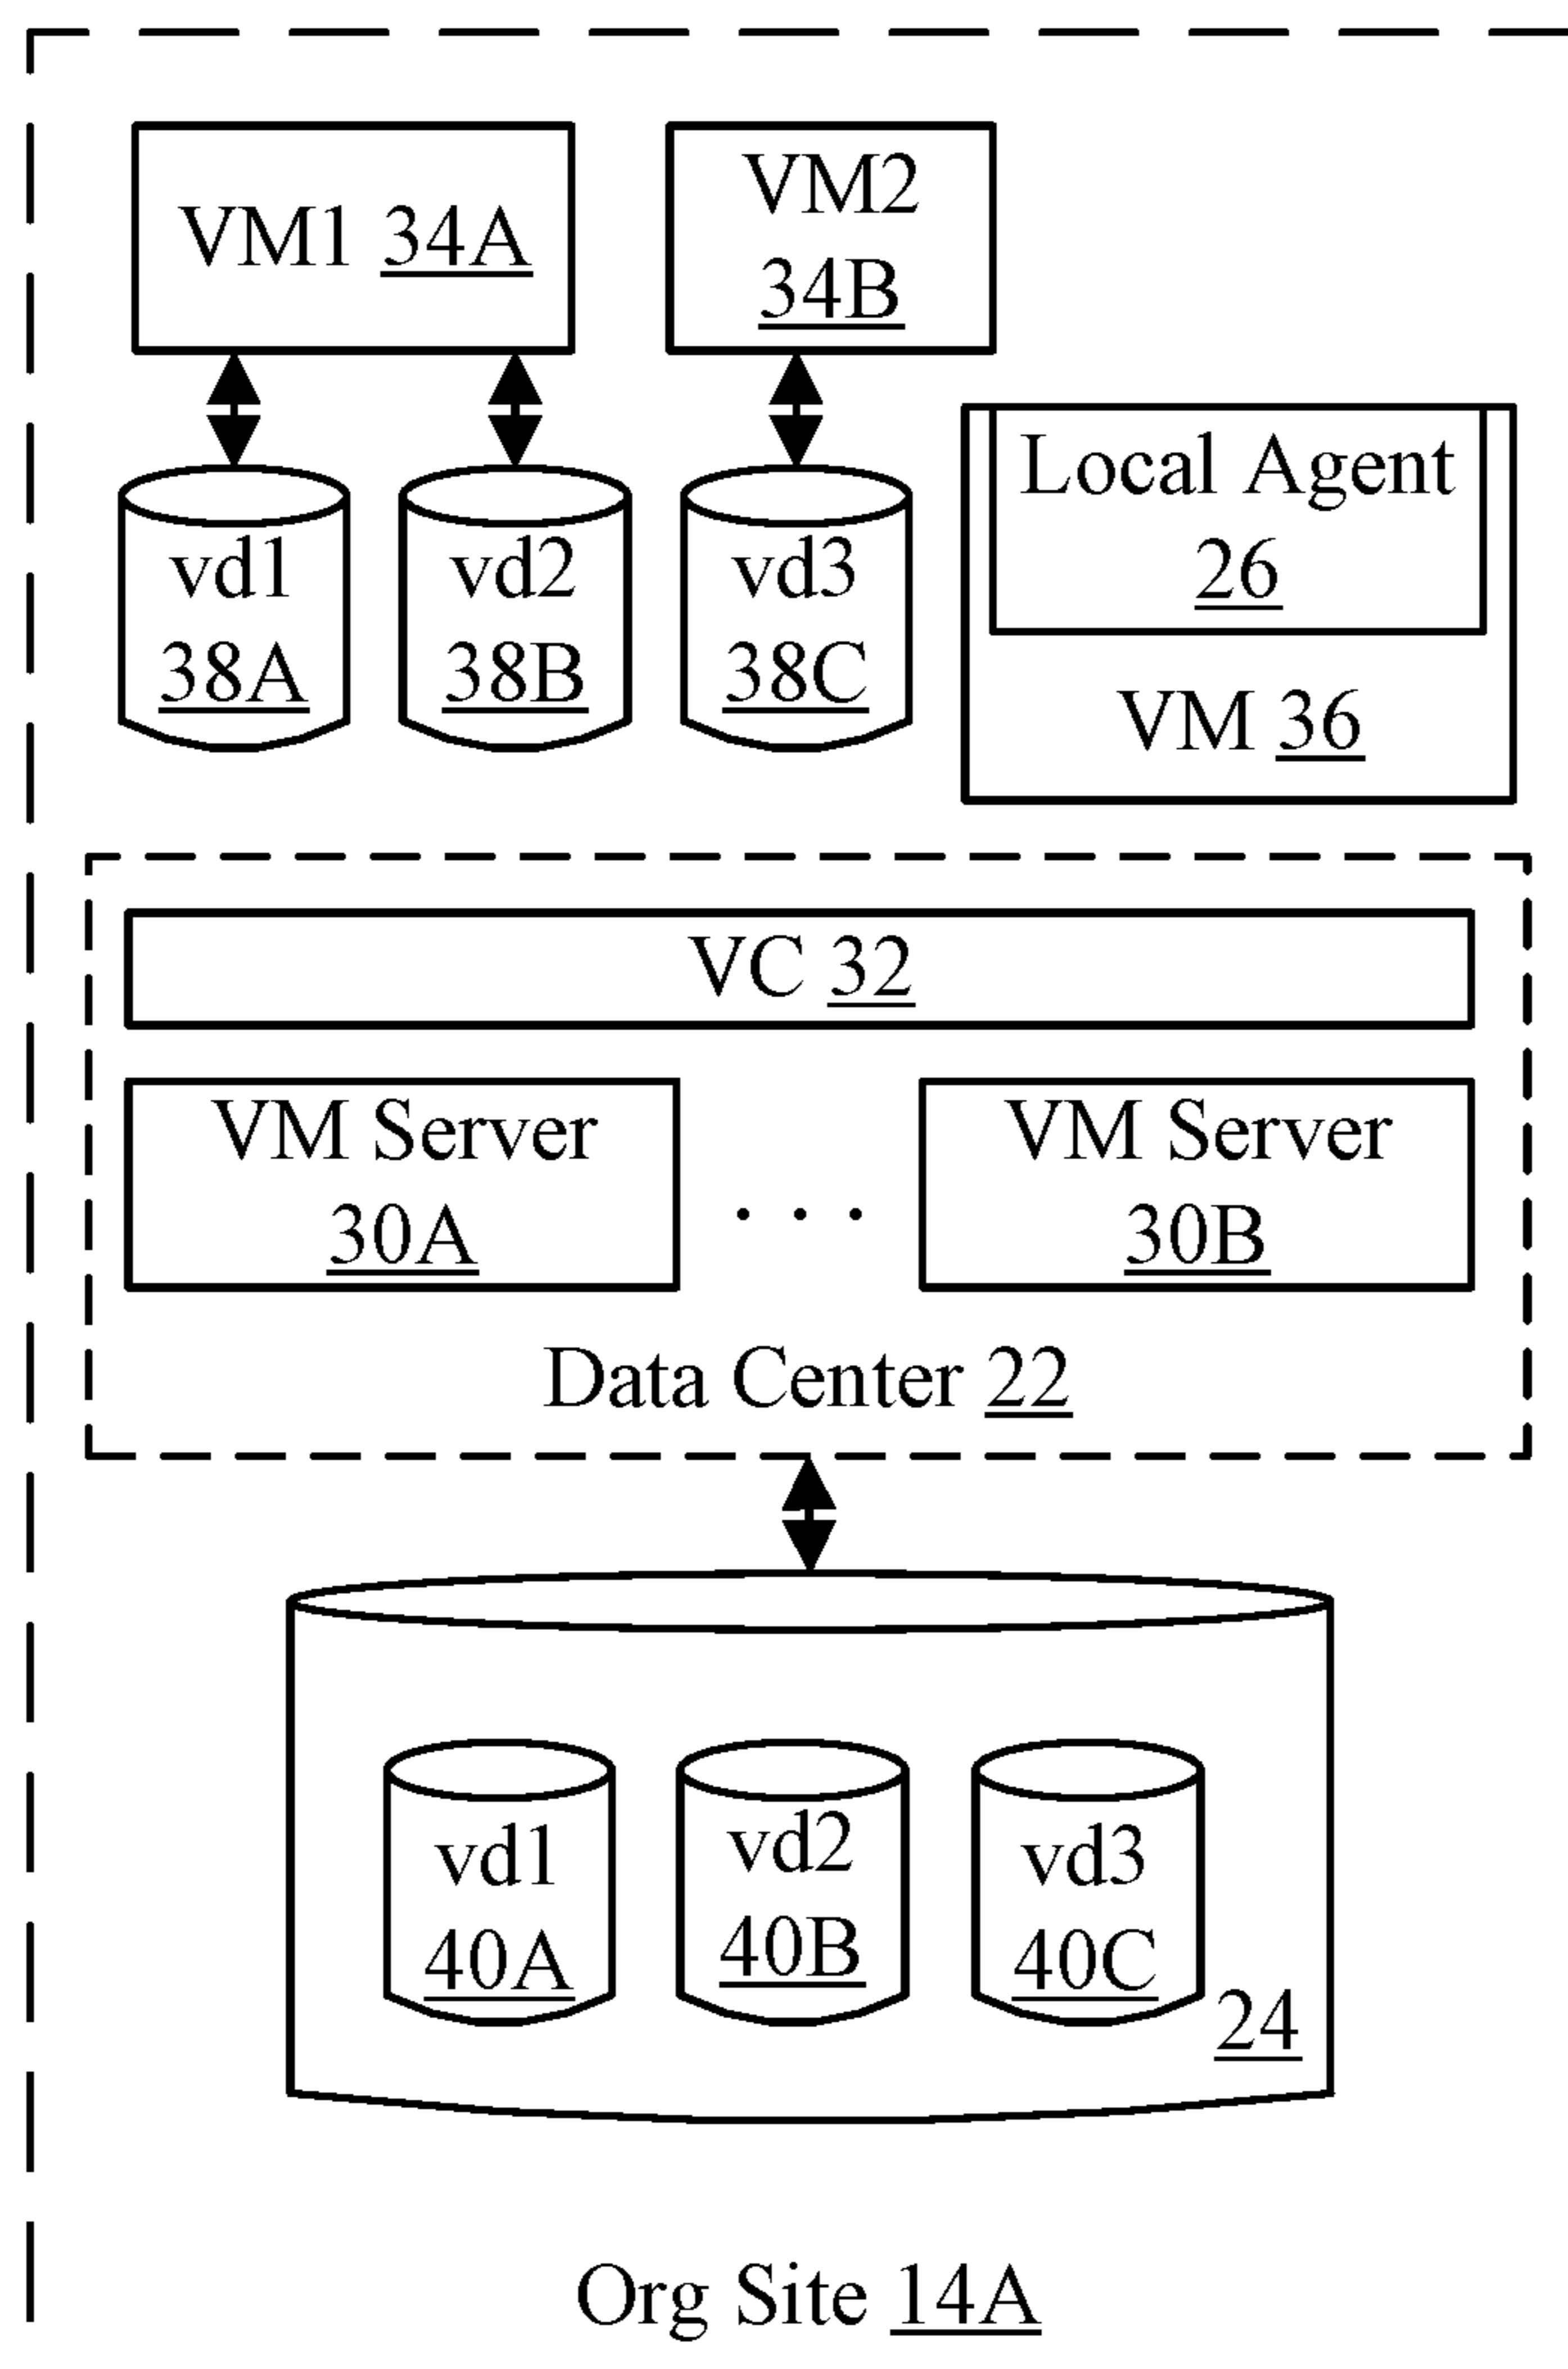 VM1 34A
VM2
34B
Local Agent
26
VM 36
vd1
38A
vd2
38B
vd3
38C
VC 32
VM Server
30A
. . .
VM Server
30B
Data Center 22
vd1
40A
vd2
40B
vd3
40C
24
Org Site 14A